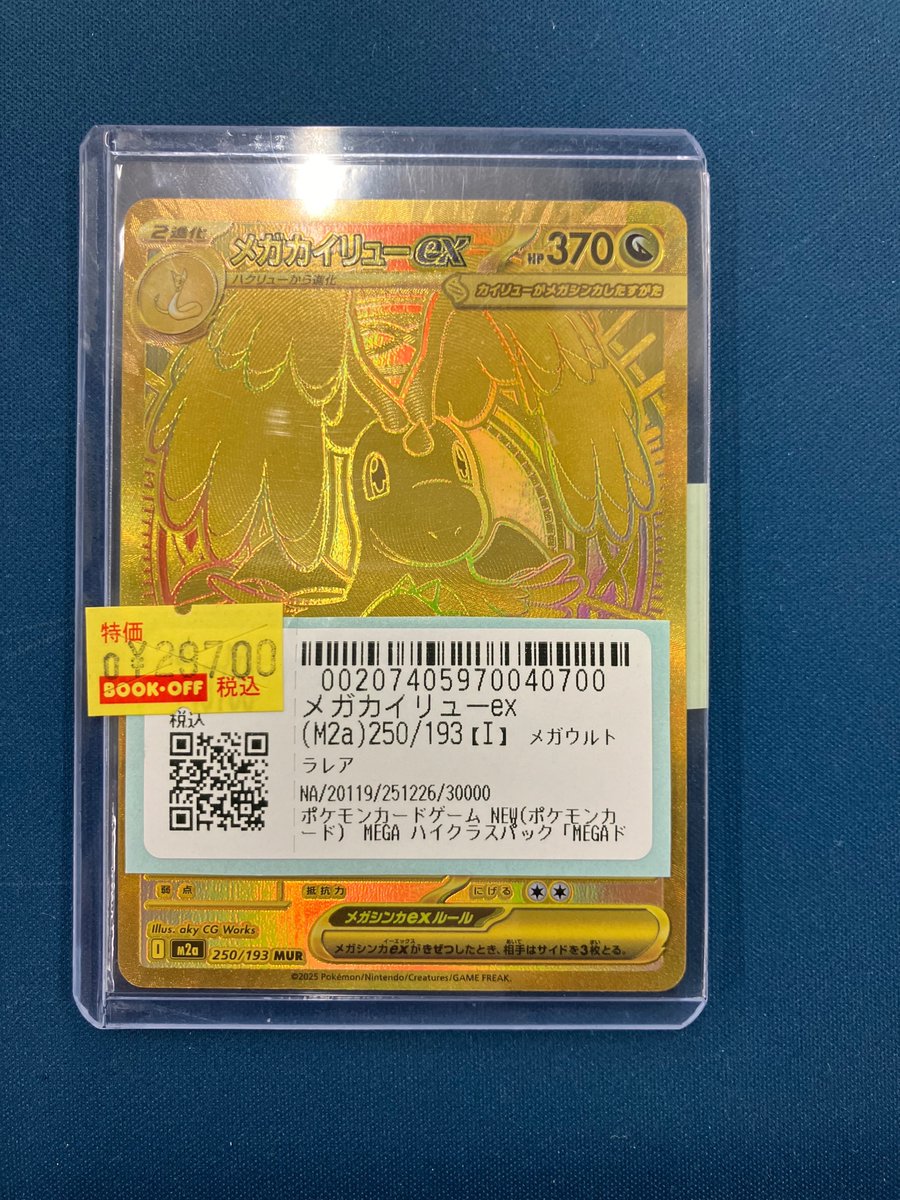 2進化
メガカイリューex
HP370
ハクリューから進化
カイリューがメガシンカしたすがた
特価
¥29700
BOOK・OFF 税込
00207405970040700
メガカイリューex
(M2a)250/193【I】 メガウルト
ラレア
税込
NA/20119/251226/30000
ポケモンカードゲーム NEW(ポケモンカ
ード) MEGA ハイクラスパック「MEGAド
弱点
抵抗力
にげる
Illus. aky CG Works
メガシンカexルール
メガシンカexがきぜつしたとき、相手はサイドを3枚とる。
I M2a 250/193 MUR
©2025 Pokémon/Nintendo/Creatures/GAME FREAK.